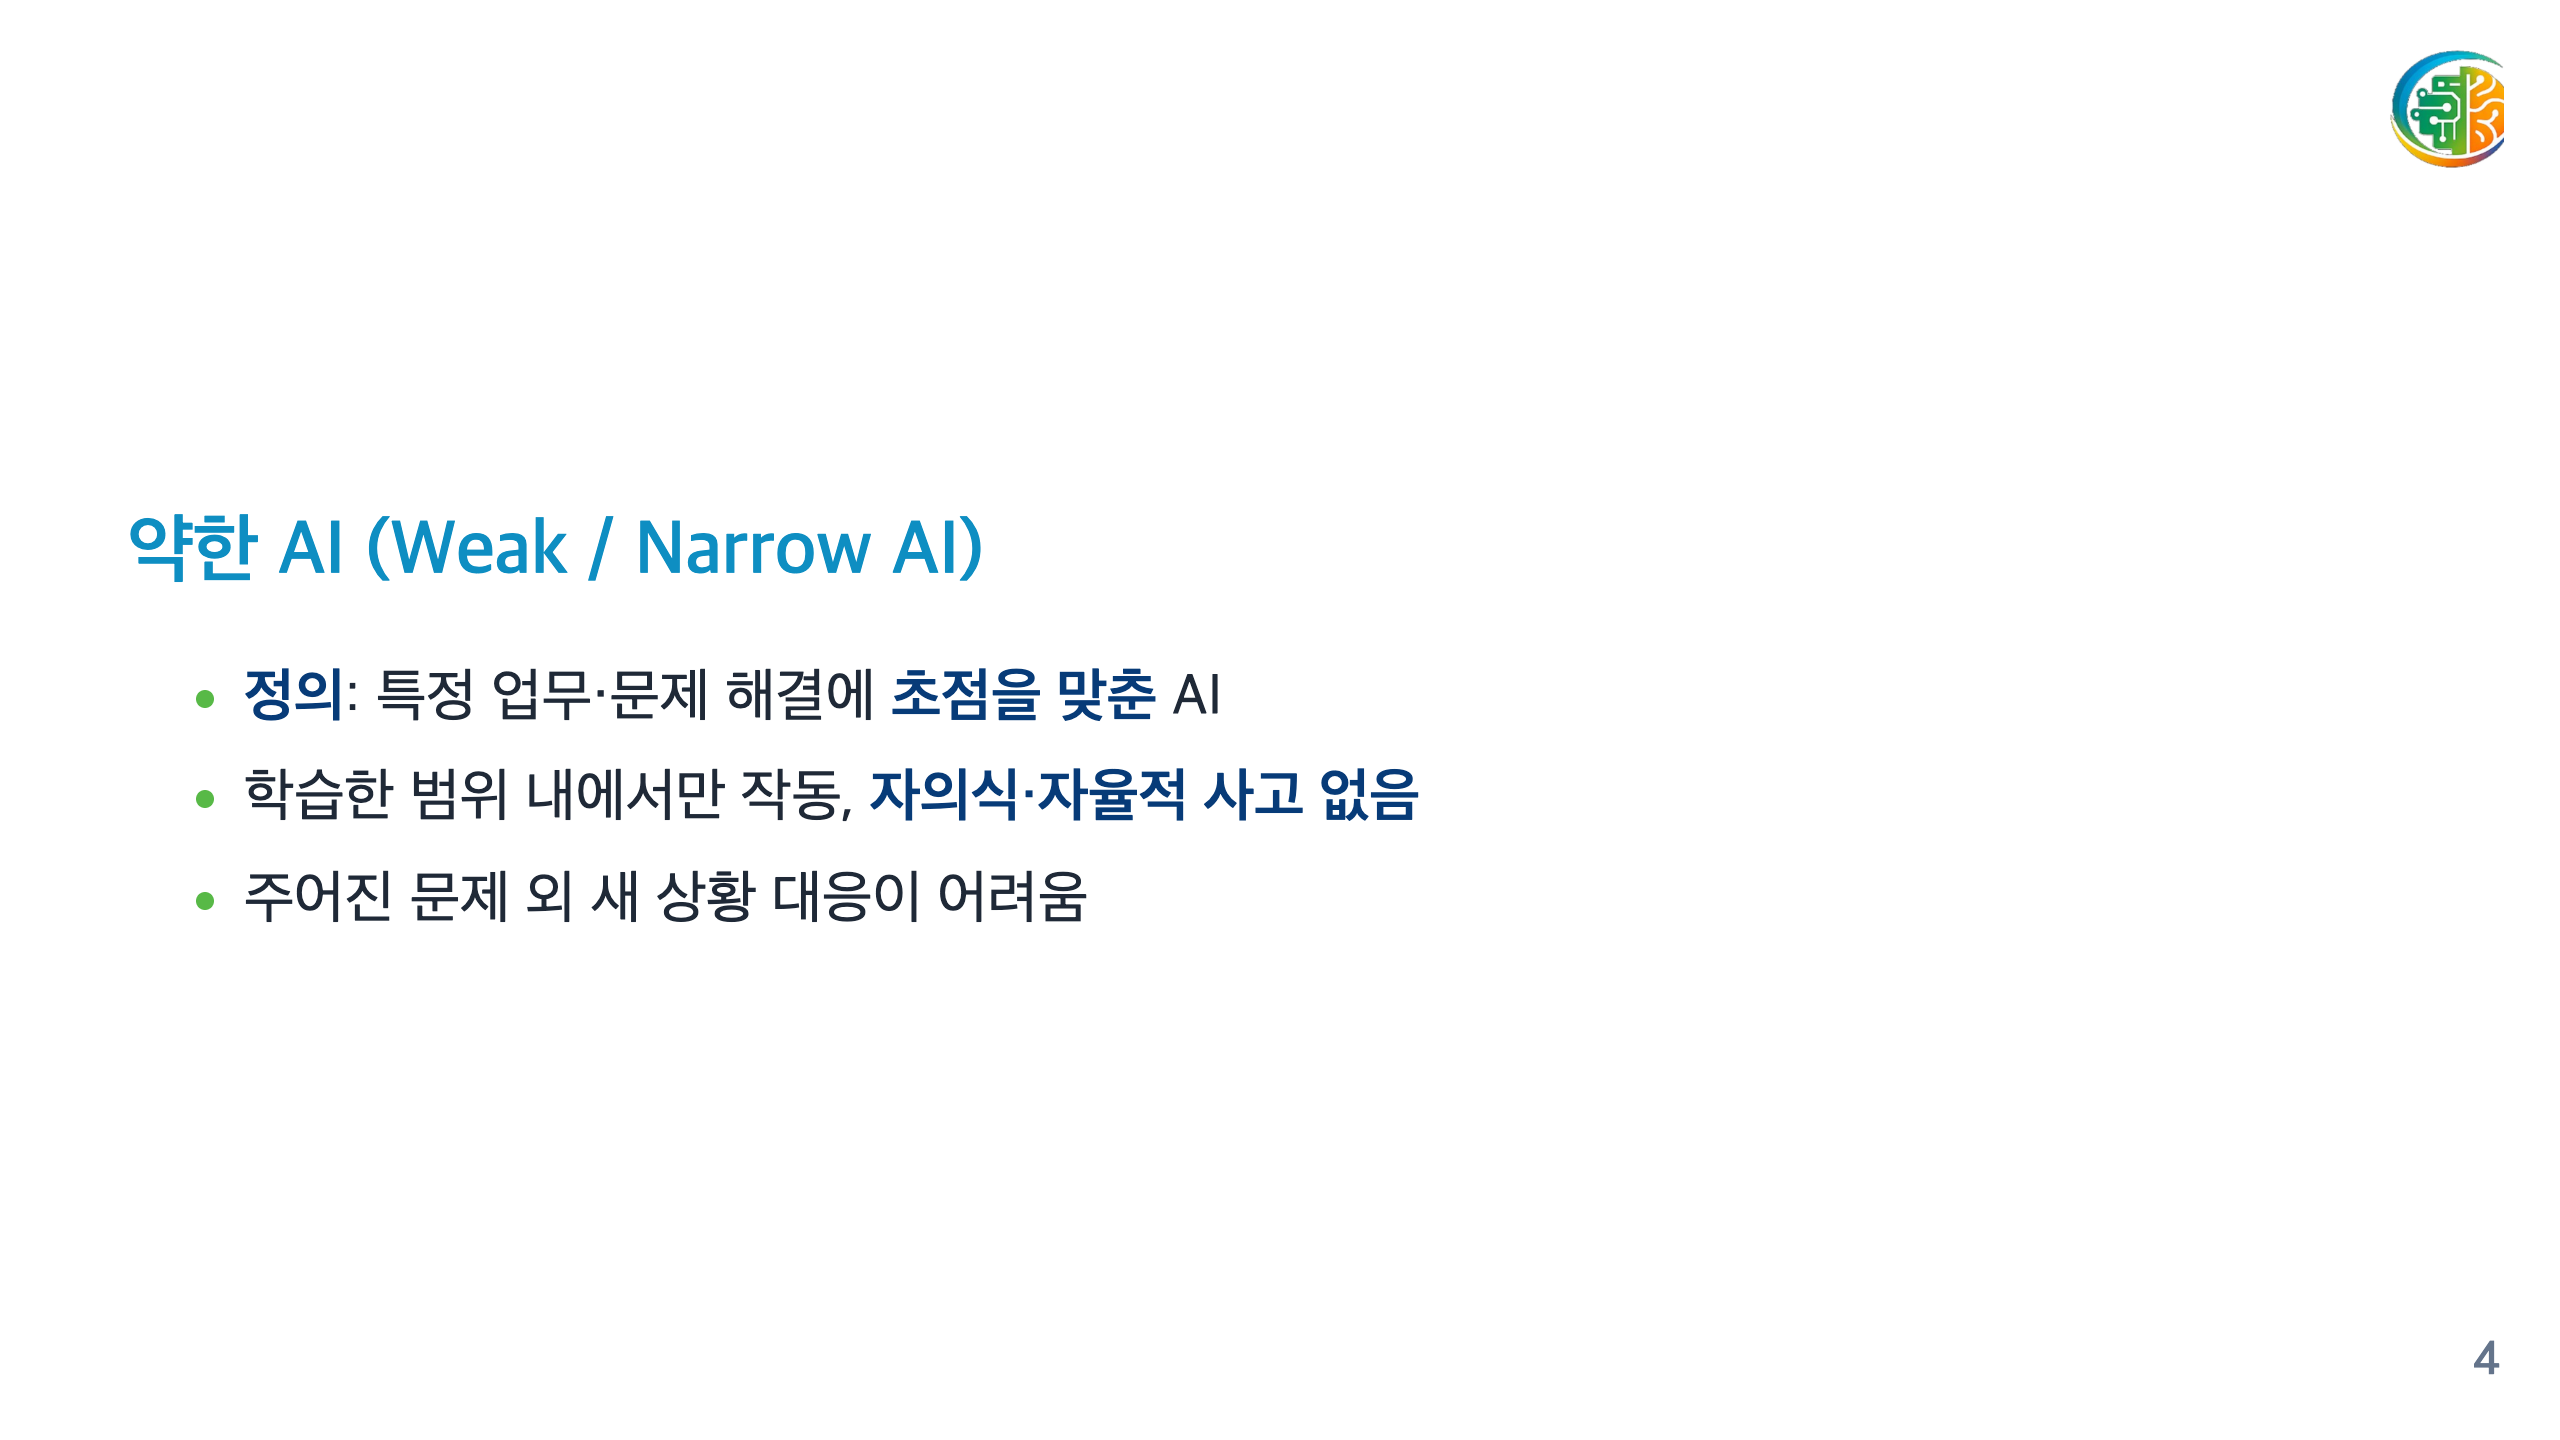 약한 AI (Weak / Narrow AI)
정의: 특정 업무·문제 해결에 초점을 맞춘 AI
학습한 범위 내에서만 작동, 자의식·자율적 사고 없음
주어진 문제 외 새 상황 대응이 어려움
4